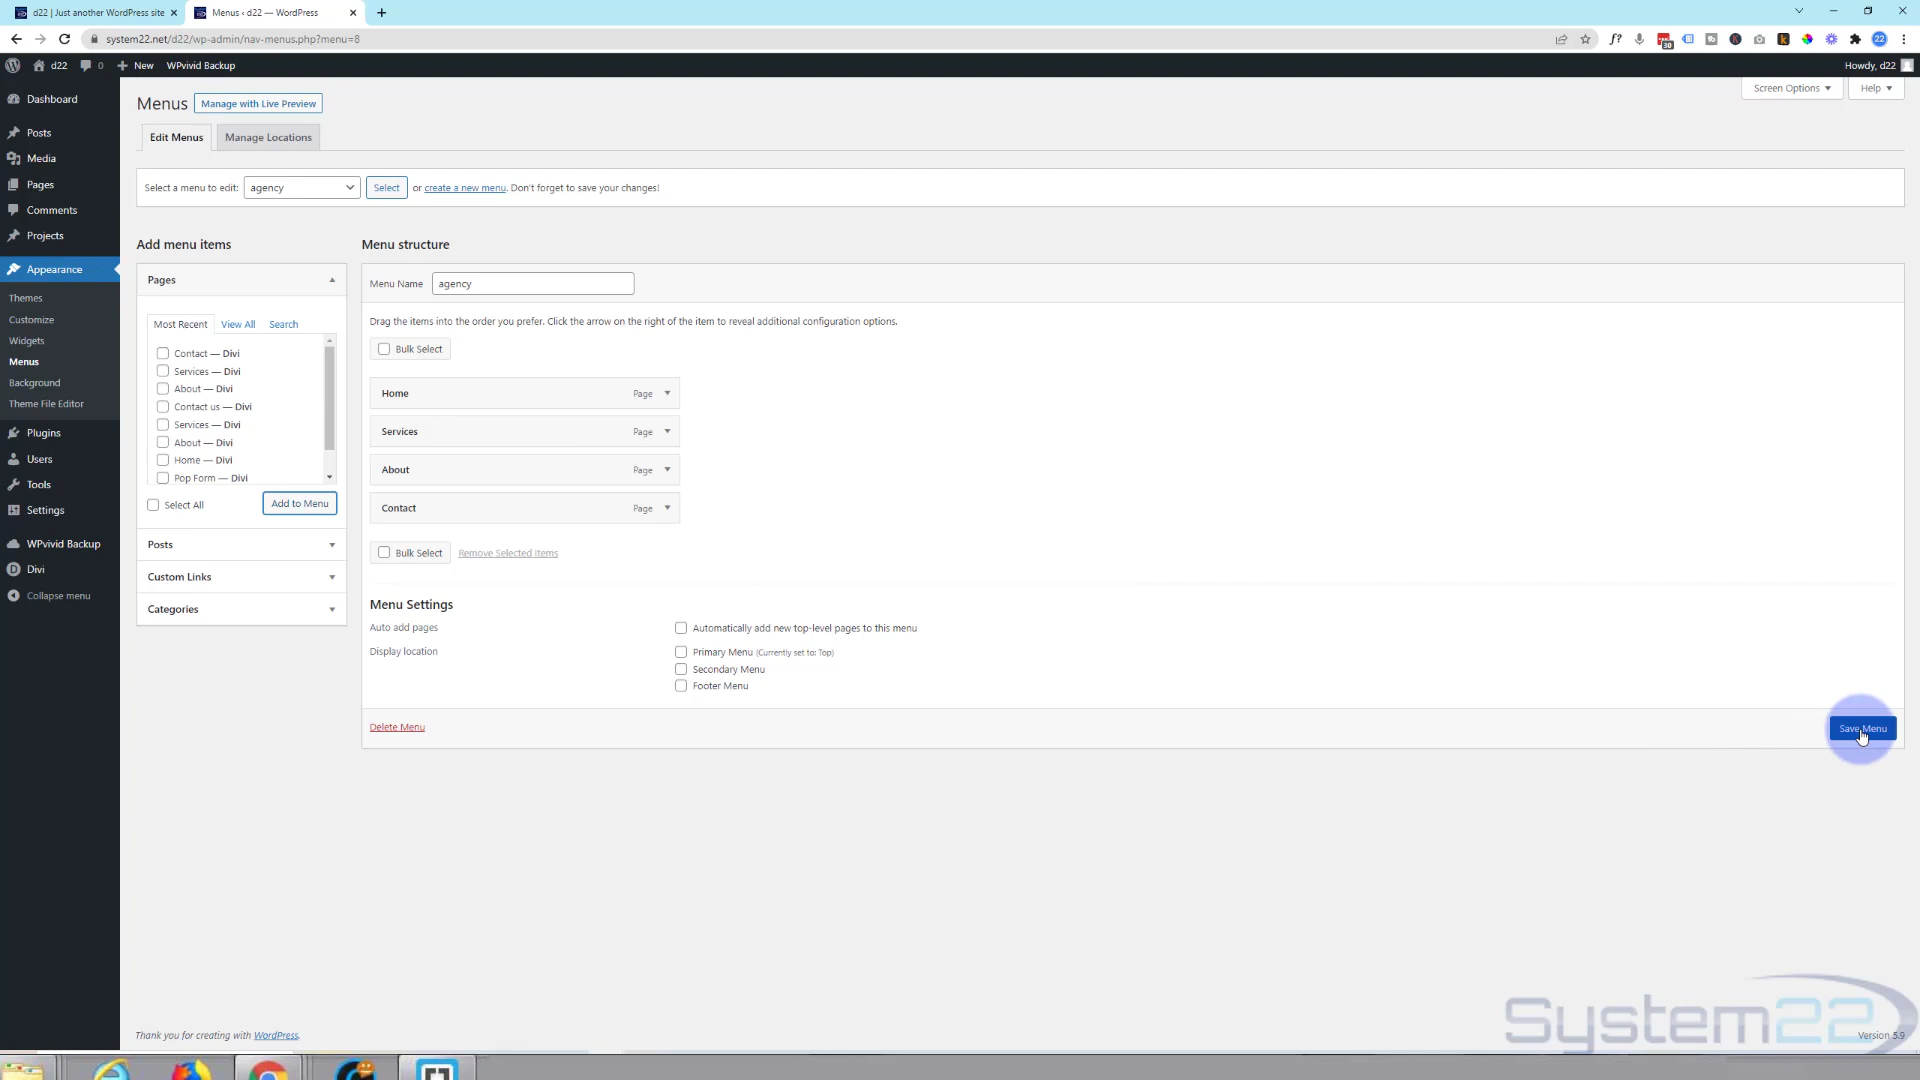 d22 | Just another WordPress site
Menus ‹ d22 — WordPress
system22.net/d22/wp-admin/nav-menus.php?menu=8
d22
0
New
WPvivid Backup
Howdy, d22
Dashboard
Posts
Media
Pages
Comments
Projects
Appearance
Themes
Customize
Widgets
Menus
Background
Theme File Editor
Plugins
Users
Tools
Settings
WPvivid Backup
Divi
Collapse menu
Menus
Manage with Live Preview
Screen Options
Help
Edit Menus
Manage Locations
Select a menu to edit: agency Select or create a new menu. Don't forget to save your changes!
Add menu items
Pages
Most Recent View All Search
Contact — Divi
Services — Divi
About — Divi
Contact us — Divi
Services — Divi
About — Divi
Home — Divi
Pop Form — Divi
Select All
Add to Menu
Posts
Custom Links
Categories
Menu structure
Menu Name agency
Drag the items into the order you prefer. Click the arrow on the right of the item to reveal additional configuration options.
Bulk Select
Home Page
Services Page
About Page
Contact Page
Bulk Select Remove Selected Items
Menu Settings
Auto add pages
Automatically add new top-level pages to this menu
Display location
Primary Menu (Currently set to: Top)
Secondary Menu
Footer Menu
Delete Menu
Save Menu
Thank you for creating with WordPress.
System22
Version 5.9